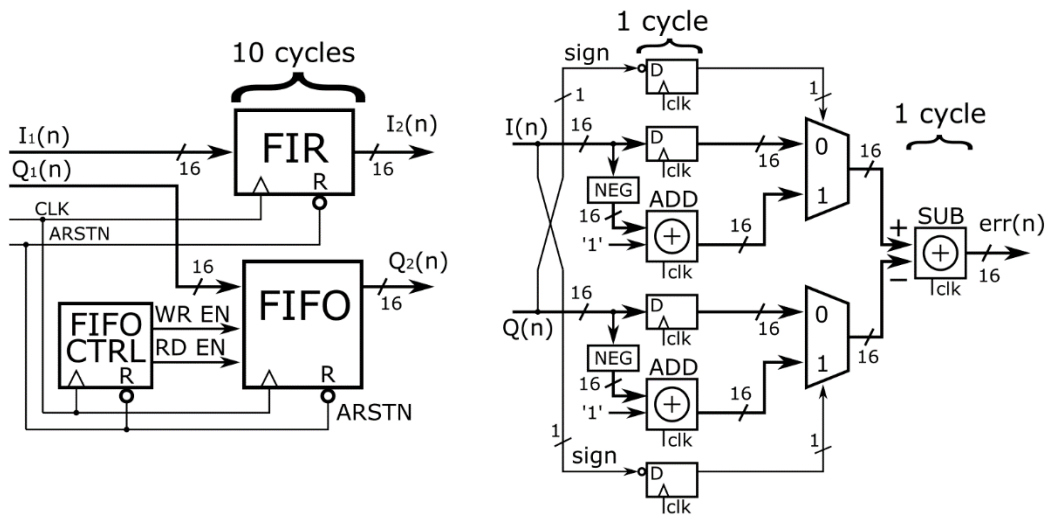 10 cycles
I₁(n)
16
FIR
I₂(n)
16
Q₁(n)
CLK
R
ARSTN
16
FIFO
Q₂(n)
16
FIFO
CTRL
WR EN
RD EN
R
R
ARSTN
1 cycle
sign
D
clk
1
1
I(n)
16
D
clk
16
0
1
16
1 cycle
NEG
16
ADD
'1'
clk
16
+
SUB
−
clk
err(n)
16
Q(n)
16
D
clk
16
0
1
16
NEG
16
ADD
'1'
clk
16
1
sign
D
clk
1